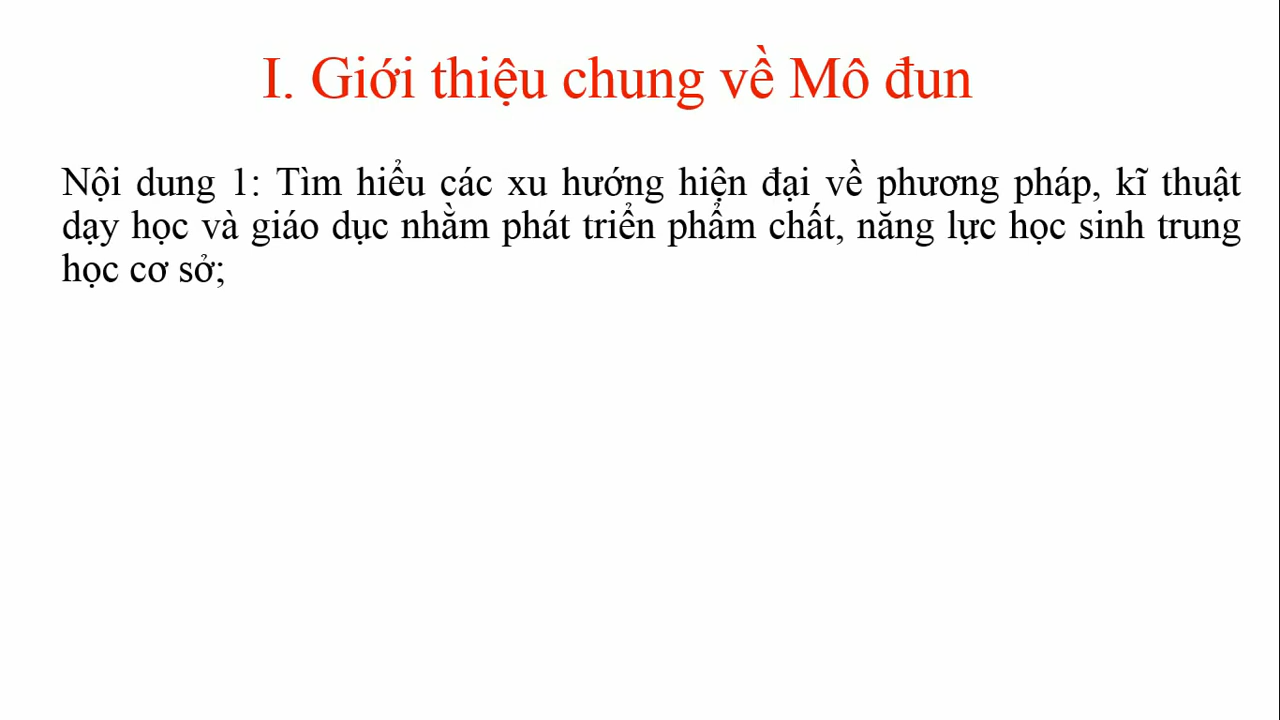 I. Giới thiệu chung về Mô đun
Nội dung 1: Tìm hiểu các xu hướng hiện đại về phương pháp, kĩ thuật
dạy học và giáo dục nhằm phát triển phẩm chất, năng lực học sinh trung
học cơ sở;